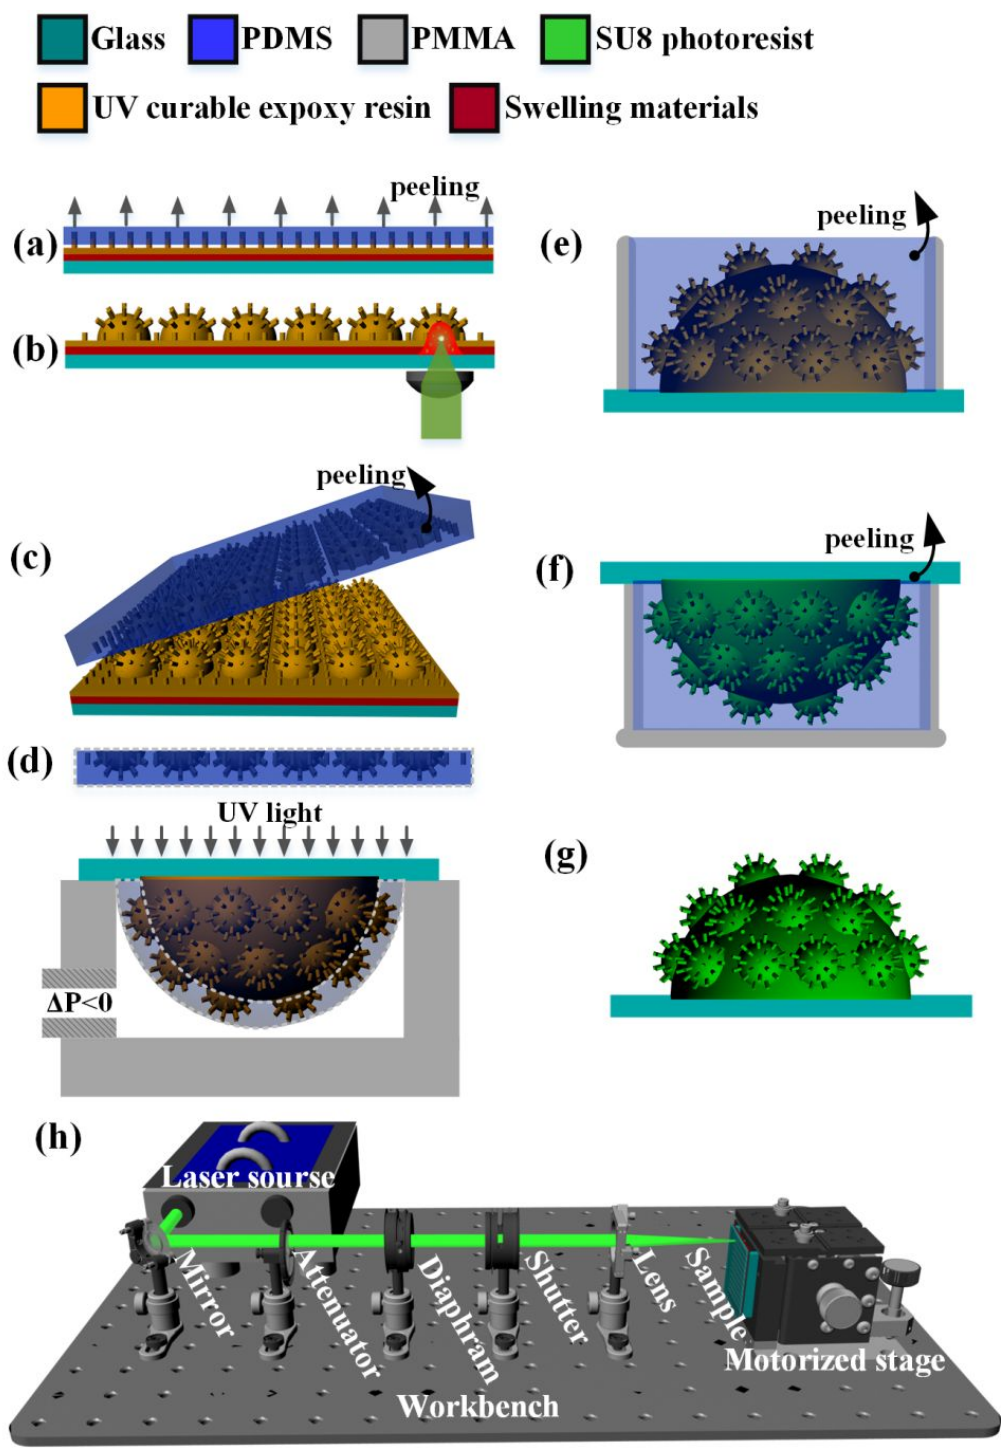 Glass PDMS PMMA SU8 photoresist
UV curable expoxy resin Swelling materials
peeling
(a)
(b)
peeling
(c)
(d)
UV light
ΔP<0
peeling
(e)
peeling
(f)
(g)
(h)
Laser sourse
Mirror
Attenuator
Diaphram
Shutter
Lens
Sample
Motorized stage
Workbench